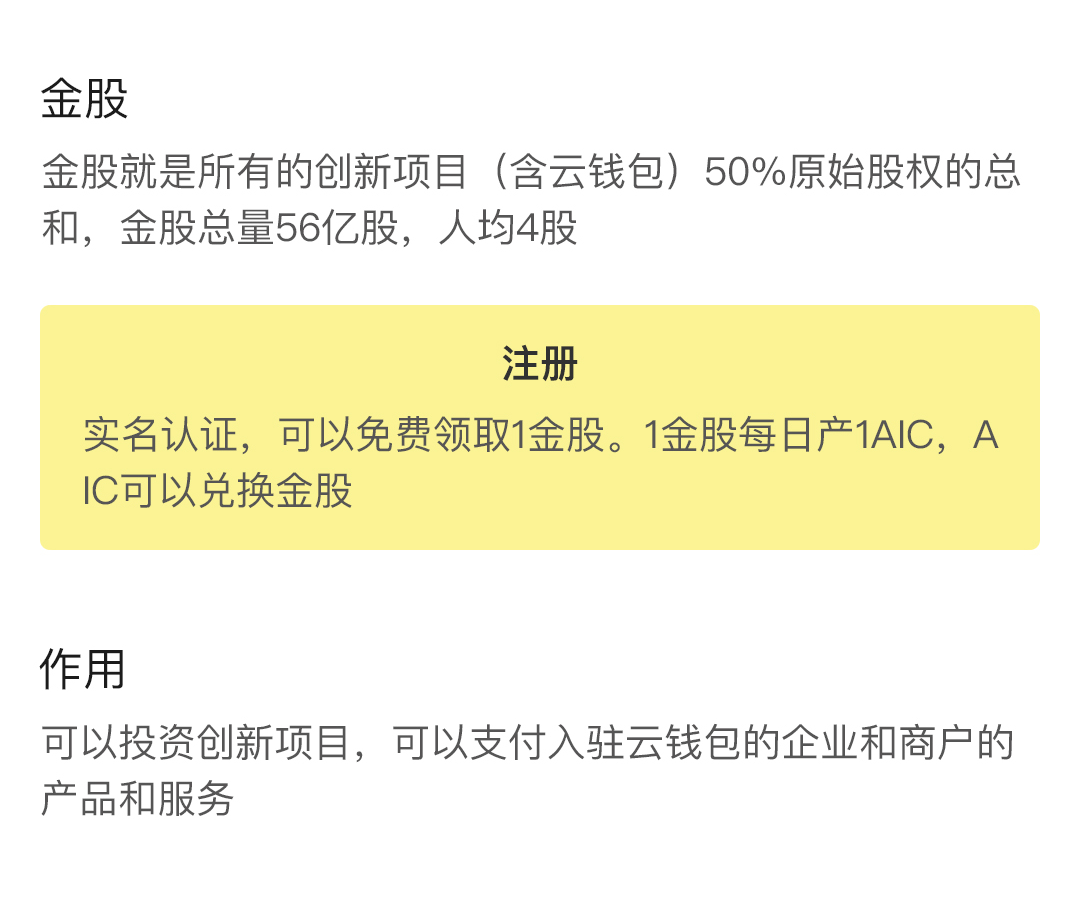 金股
金股就是所有的创新项目（含云钱包）50%原始股权的总
和，金股总量56亿股，人均4股
注册
实名认证，可以免费领取1金股。1金股每日产1AIC，A
IC可以兑换金股
作用
可以投资创新项目，可以支付入驻云钱包的企业和商户的
产品和服务